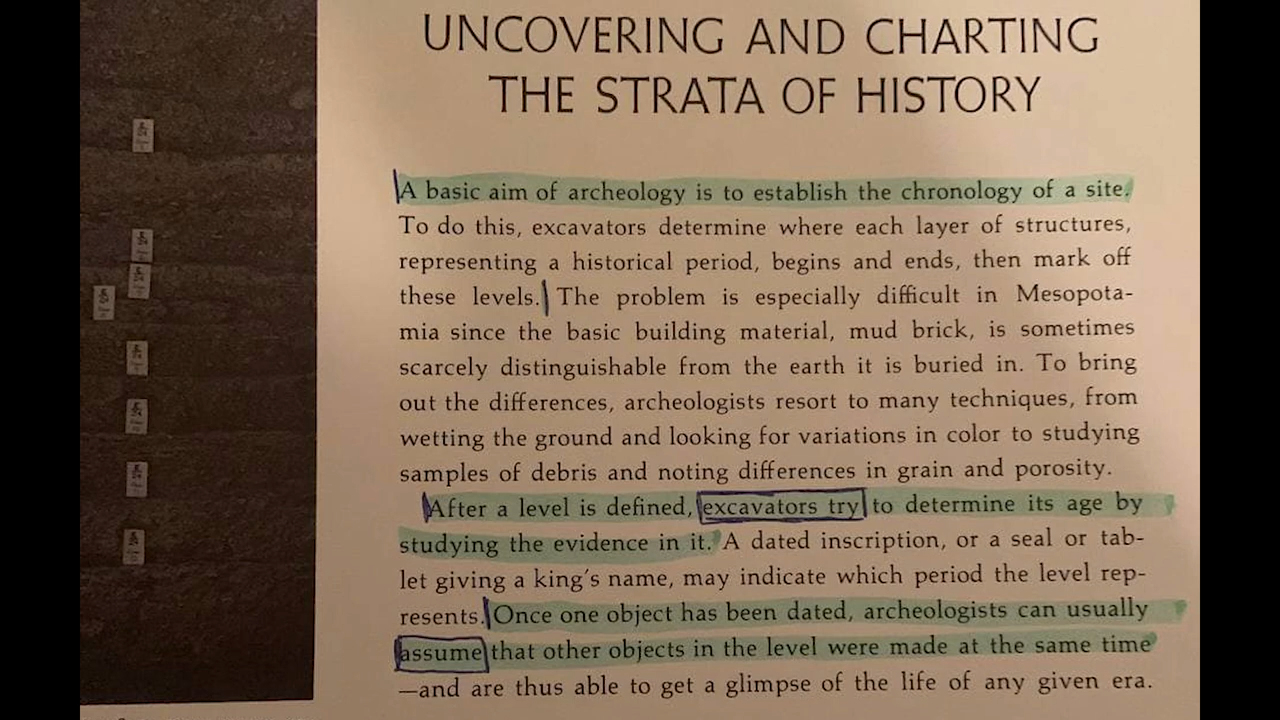 UNCOVERING AND CHARTING
THE STRATA OF HISTORY
A basic aim of archeology is to establish the chronology of a site.
To do this, excavators determine where each layer of structures,
representing a historical period, begins and ends, then mark off
these levels. The problem is especially difficult in Mesopota-
mia since the basic building material, mud brick, is sometimes
scarcely distinguishable from the earth it is buried in. To bring
out the differences, archeologists resort to many techniques, from
wetting the ground and looking for variations in color to studying
samples of debris and noting differences in grain and porosity.
After a level is defined, excavators try to determine its age by
studying the evidence in it. A dated inscription, or a seal or tab-
let giving a king's name, may indicate which period the level rep-
resents. Once one object has been dated, archeologists can usually
assume that other objects in the level were made at the same time
—and are thus able to get a glimpse of the life of any given era.